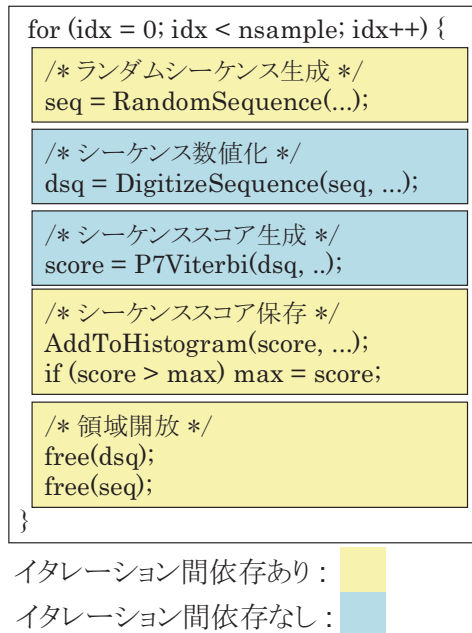 for (idx = 0; idx < nsample; idx++) {
/* ランダムシーケンス生成 */
seq = RandomSequence(...);
/* シーケンス数値化 */
dsq = DigitizeSequence(seq, ...);
/* シーケンススコア生成 */
score = P7Viterbi(dsq, ..);
/* シーケンススコア保存 */
AddToHistogram(score, ...);
if (score > max) max = score;
/* 領域開放 */
free(dsq);
free(seq);
}
イタレーション間依存あり :
イタレーション間依存なし :